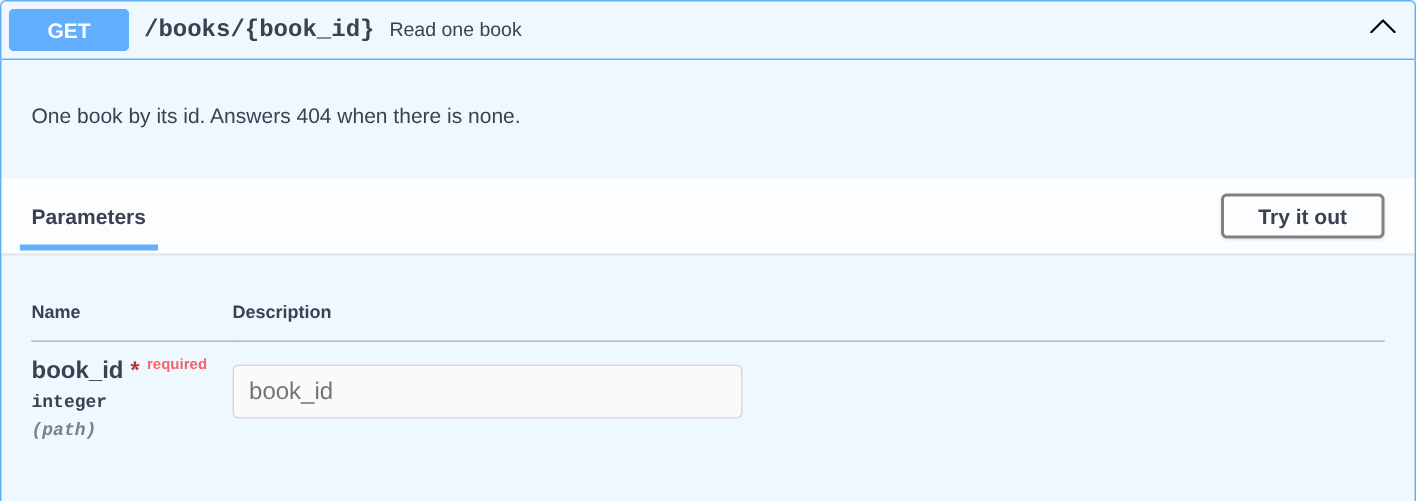 GET /books/{book_id} Read one book
One book by its id. Answers 404 when there is none.
Parameters Try it out
Name Description
book_id * required
integer
(path)
book_id